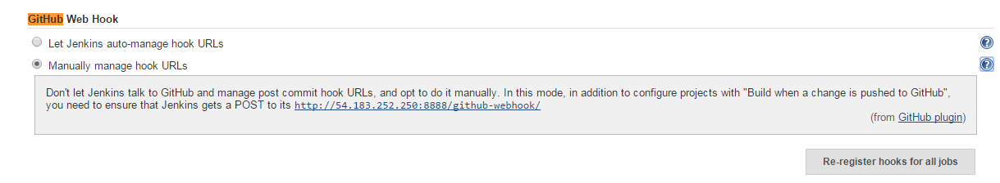 GitHub Web Hook
Let Jenkins auto-manage hook URLs
?
Manually manage hook URLs
?
Don't let Jenkins talk to GitHub and manage post commit hook URLs, and opt to do it manually. In this mode, in addition to configure projects with "Build when a change is pushed to GitHub",
you need to ensure that Jenkins gets a POST to its http://54.183.252.250:8888/github-webhook/
(from GitHub plugin)
Re-register hooks for all jobs